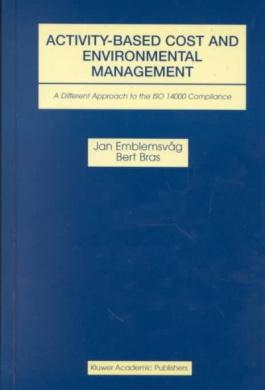 ACTIVITY-BASED COST AND
ENVIRONMENTAL
MANAGEMENT
A Different Approach to the ISO 14000 Compliance
Jan Emblemsvåg
Bert Bras
Kluwer Academic Publishers